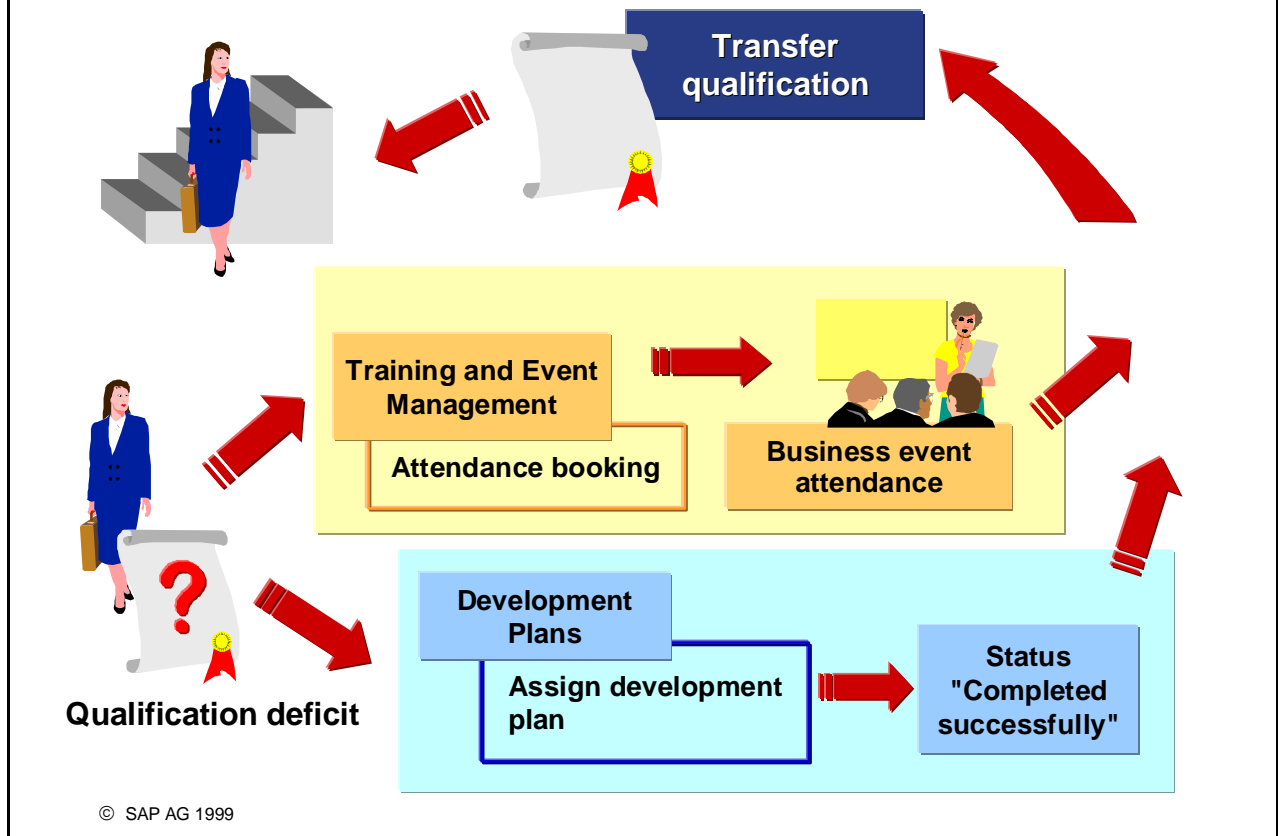 Transfer
qualification
Training and Event
Management
Attendance booking
Business event
attendance
Development
Plans
Assign development
plan
Status
"Completed
successfully"
?
Qualification deficit
© SAP AG 1999